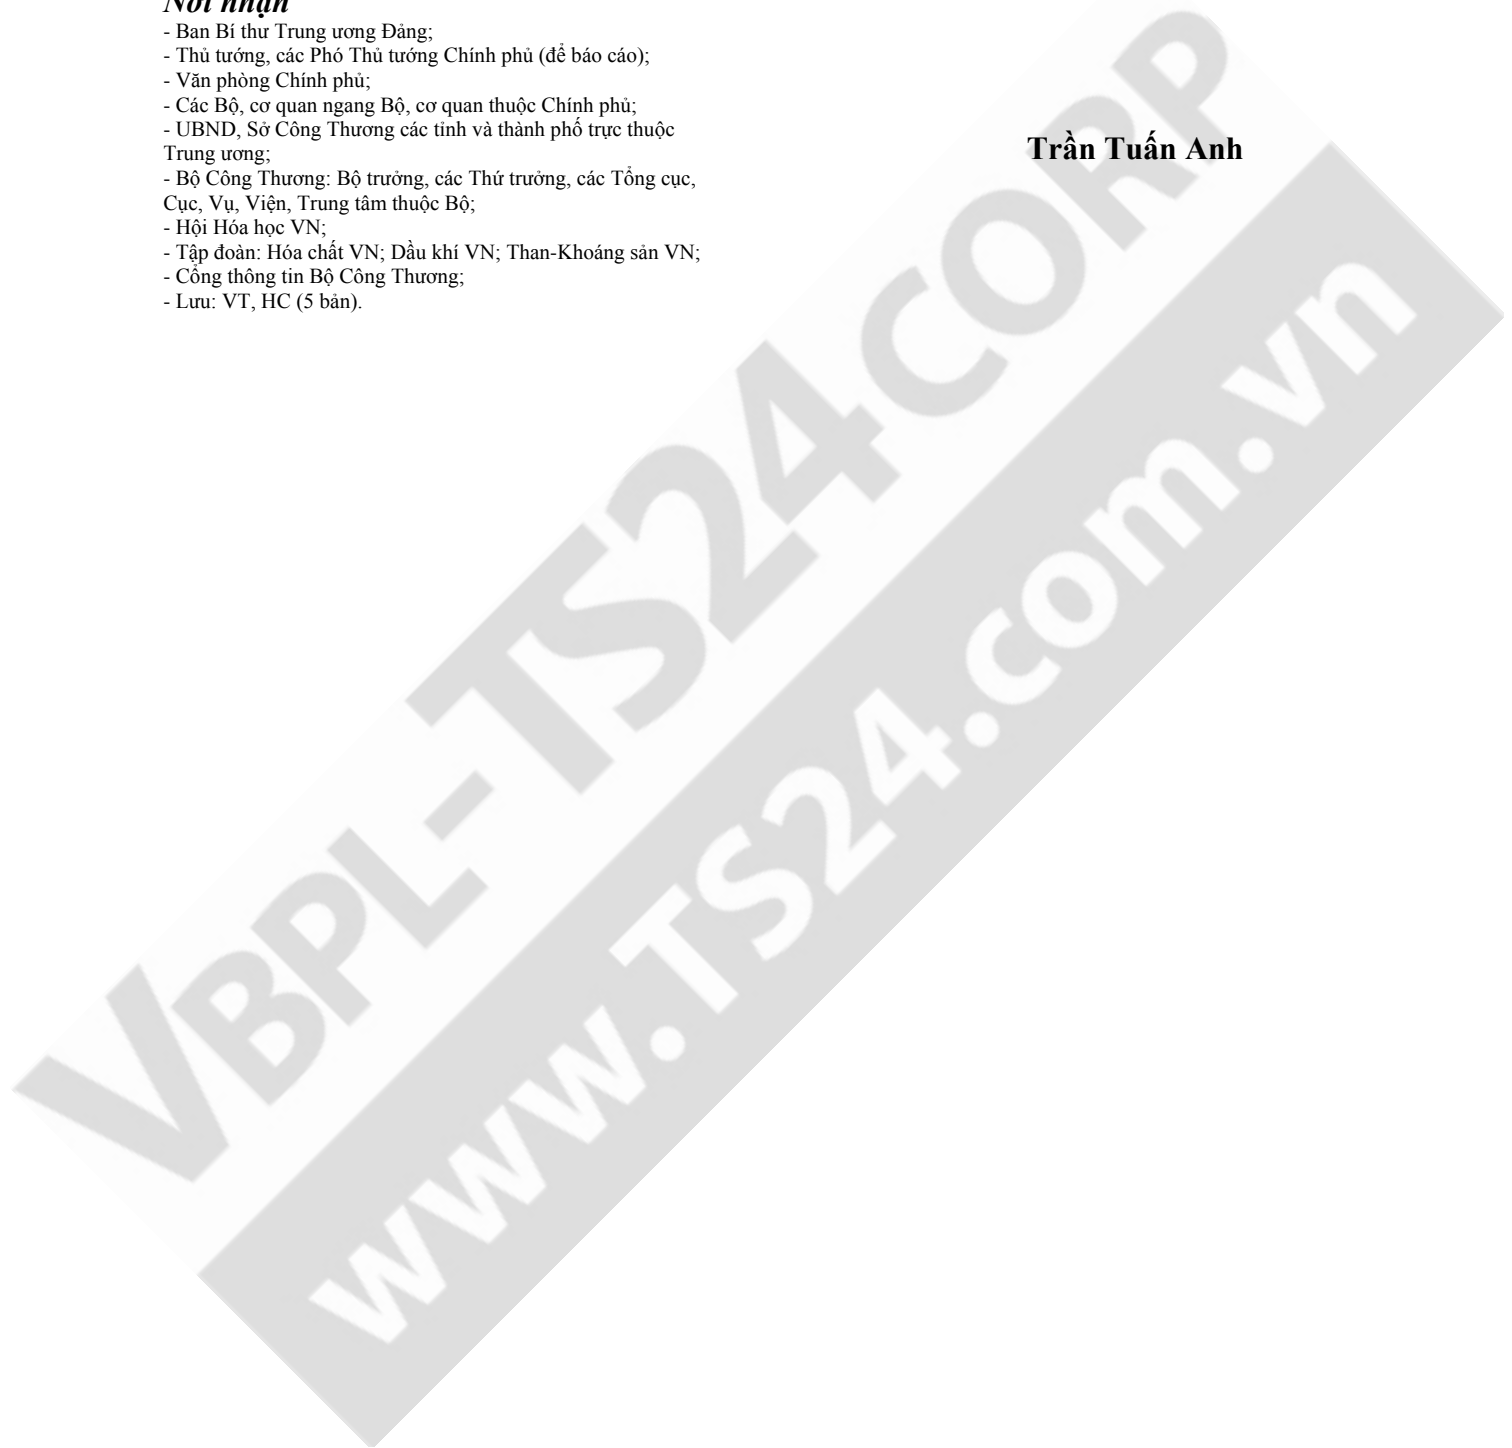 Nơi nhận
- Ban Bí thư Trung ương Đảng;
- Thủ tướng, các Phó Thủ tướng Chính phủ (để báo cáo);
- Văn phòng Chính phủ;
- Các Bộ, cơ quan ngang Bộ, cơ quan thuộc Chính phủ;
- UBND, Sở Công Thương các tỉnh và thành phố trực thuộc
Trung ương;
- Bộ Công Thương: Bộ trưởng, các Thứ trưởng, các Tổng cục,
Cục, Vụ, Viện, Trung tâm thuộc Bộ;
- Hội Hóa học VN;
- Tập đoàn: Hóa chất VN; Dầu khí VN; Than-Khoáng sản VN;
- Cổng thông tin Bộ Công Thương;
- Lưu: VT, HC (5 bản).
Trần Tuấn Anh
VBPL-TS24CORP
www.TS24.com.vn